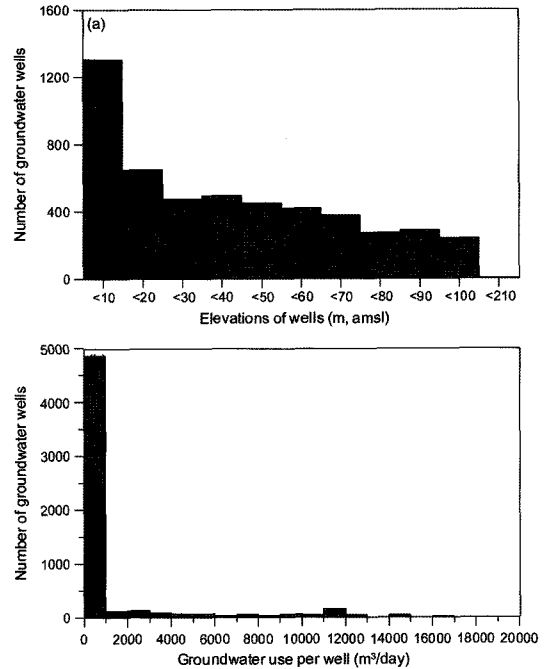 (a)
Number of groundwater wells
1600
1200
800
400
0
<10 <20 <30 <40 <50 <60 <70 <80 <90 <100 <210
Elevations of wells (m, amsl)
Number of groundwater wells
5000
4000
3000
2000
1000
0
0 2000 4000 6000 8000 10000 12000 14000 16000 18000 20000
Groundwater use per well (m³/day)